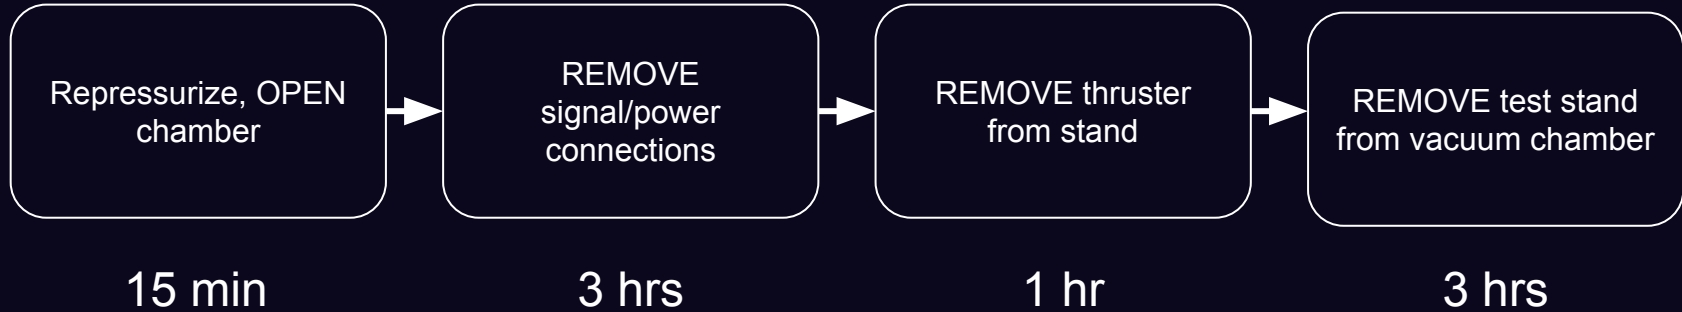 Repressurize, OPEN
chamber
REMOVE
signal/power
connections
REMOVE thruster
from stand
REMOVE test stand
from vacuum chamber
15 min
3 hrs
1 hr
3 hrs